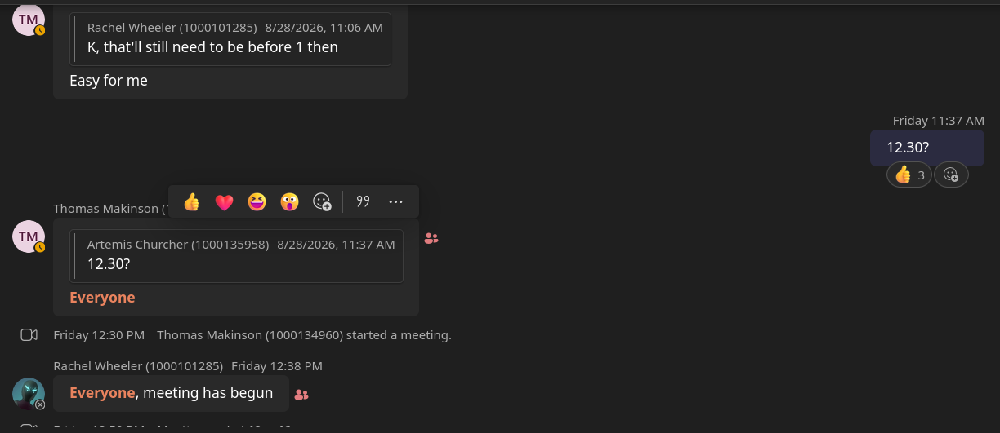 TM
Rachel Wheeler (1000101285) 8/28/2026, 11:06 AM
K, that'll still need to be before 1 then
Easy for me
Friday 11:37 AM
12.30?
3
Thomas Makinson (
TM
Artemis Churcher (1000135958) 8/28/2026, 11:37 AM
12.30?
Everyone
Friday 12:30 PM Thomas Makinson (1000134960) started a meeting.
Rachel Wheeler (1000101285) Friday 12:38 PM
Everyone, meeting has begun